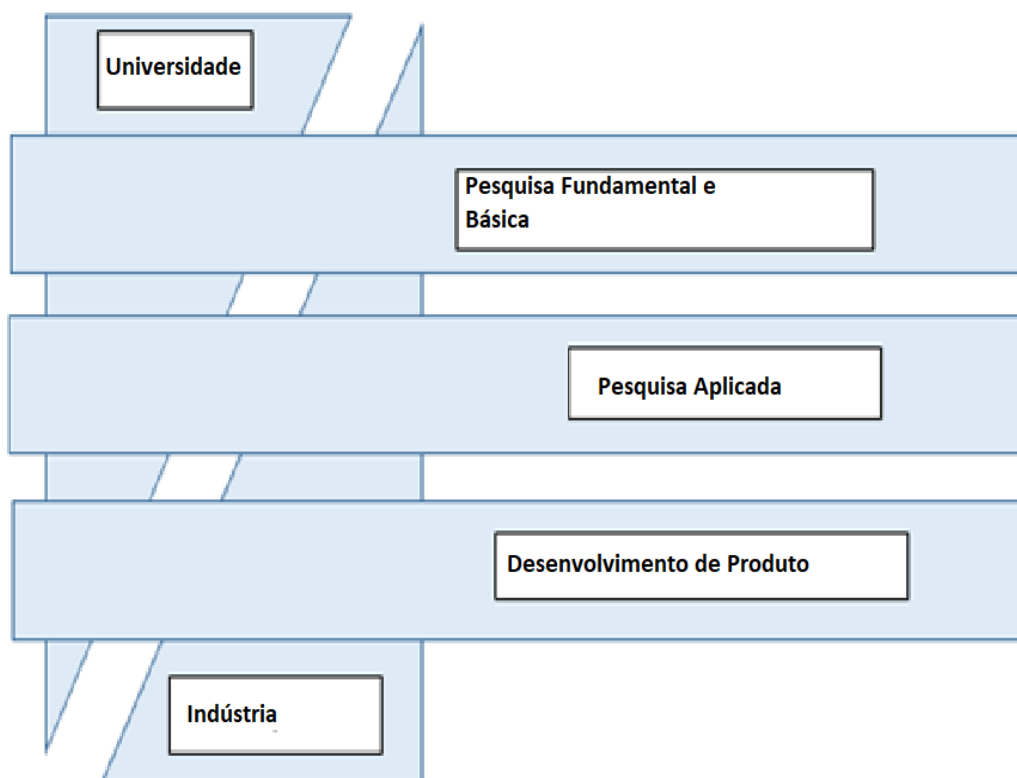 Universidade
Pesquisa Fundamental e
Básica
Pesquisa Aplicada
Desenvolvimento de Produto
Indústria